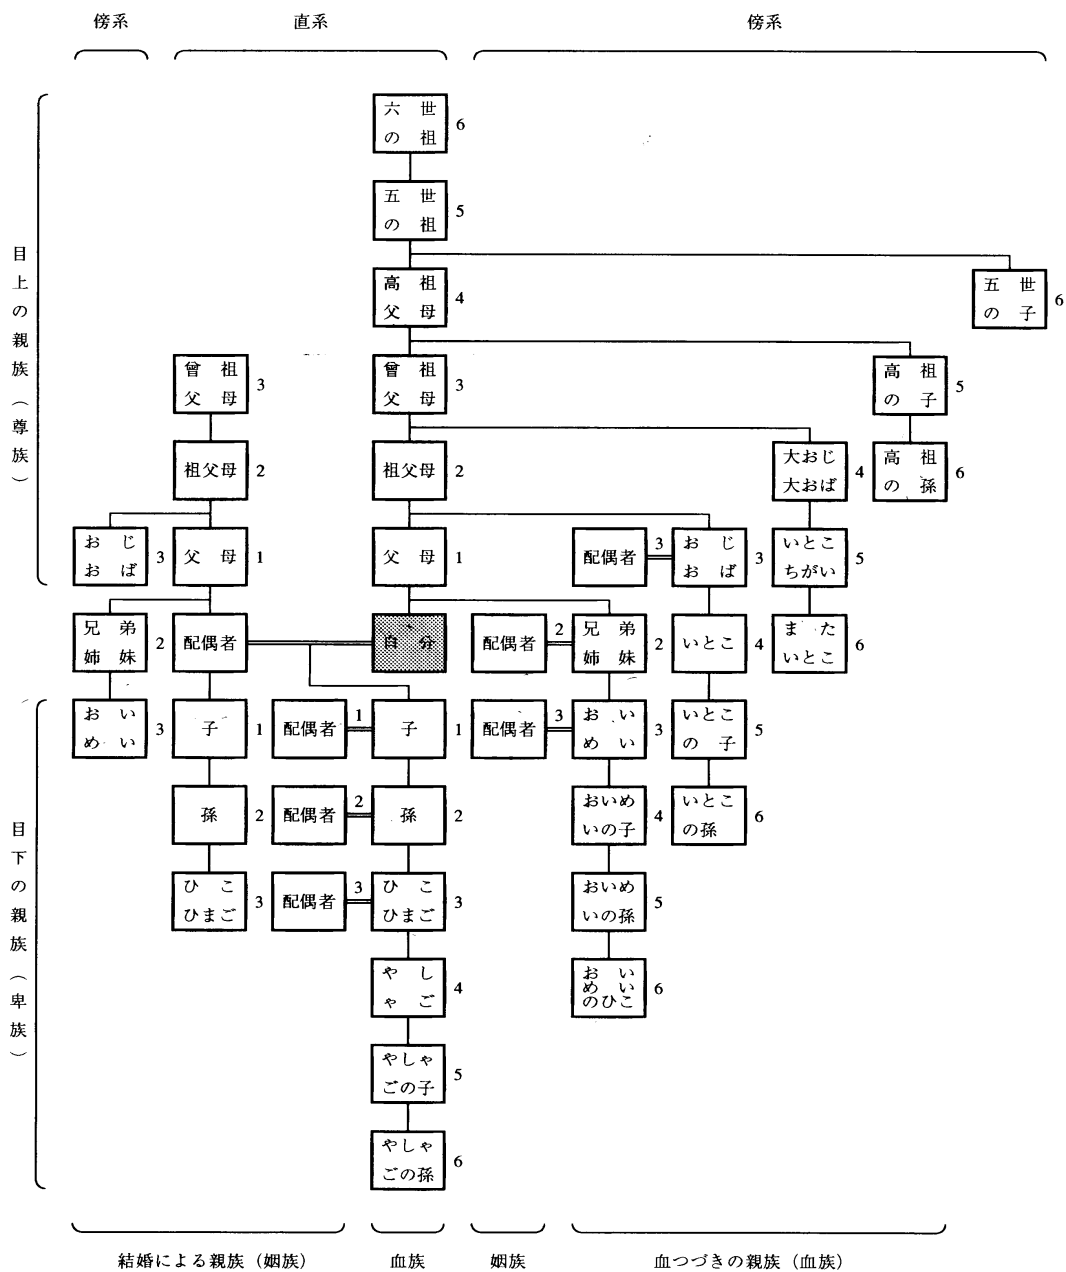 傍系
直系
傍系
目上の親族（尊族）
目下の親族（卑族）
六世
の祖
6
五世
の祖
5
高祖
父母
4
五世
の子
6
曾祖
父母
3
曾祖
父母
3
高祖
の子
5
祖父母
2
祖父母
2
大おじ
大おば
4
高祖
の孫
6
おじ
おば
3
父母
1
父母
1
配偶者
3
おじ
おば
3
いとこ
ちがい
5
兄弟
姉妹
2
配偶者
自分
配偶者
2
兄弟
姉妹
2
いとこ
4
また
いとこ
6
おい
めい
3
子
1
配偶者
1
子
1
配偶者
3
おい
めい
3
いとこ
の子
5
孫
2
配偶者
2
孫
2
おいめ
いの子
4
いとこ
の孫
6
ひこ
ひまご
3
配偶者
3
ひこ
ひまご
3
おいめ
いの孫
5
やし
ゃご
4
おい
めい
のひこ
6
やしゃ
ごの子
5
やしゃ
ごの孫
6
結婚による親族（姻族）
血族
姻族
血つづきの親族（血族）